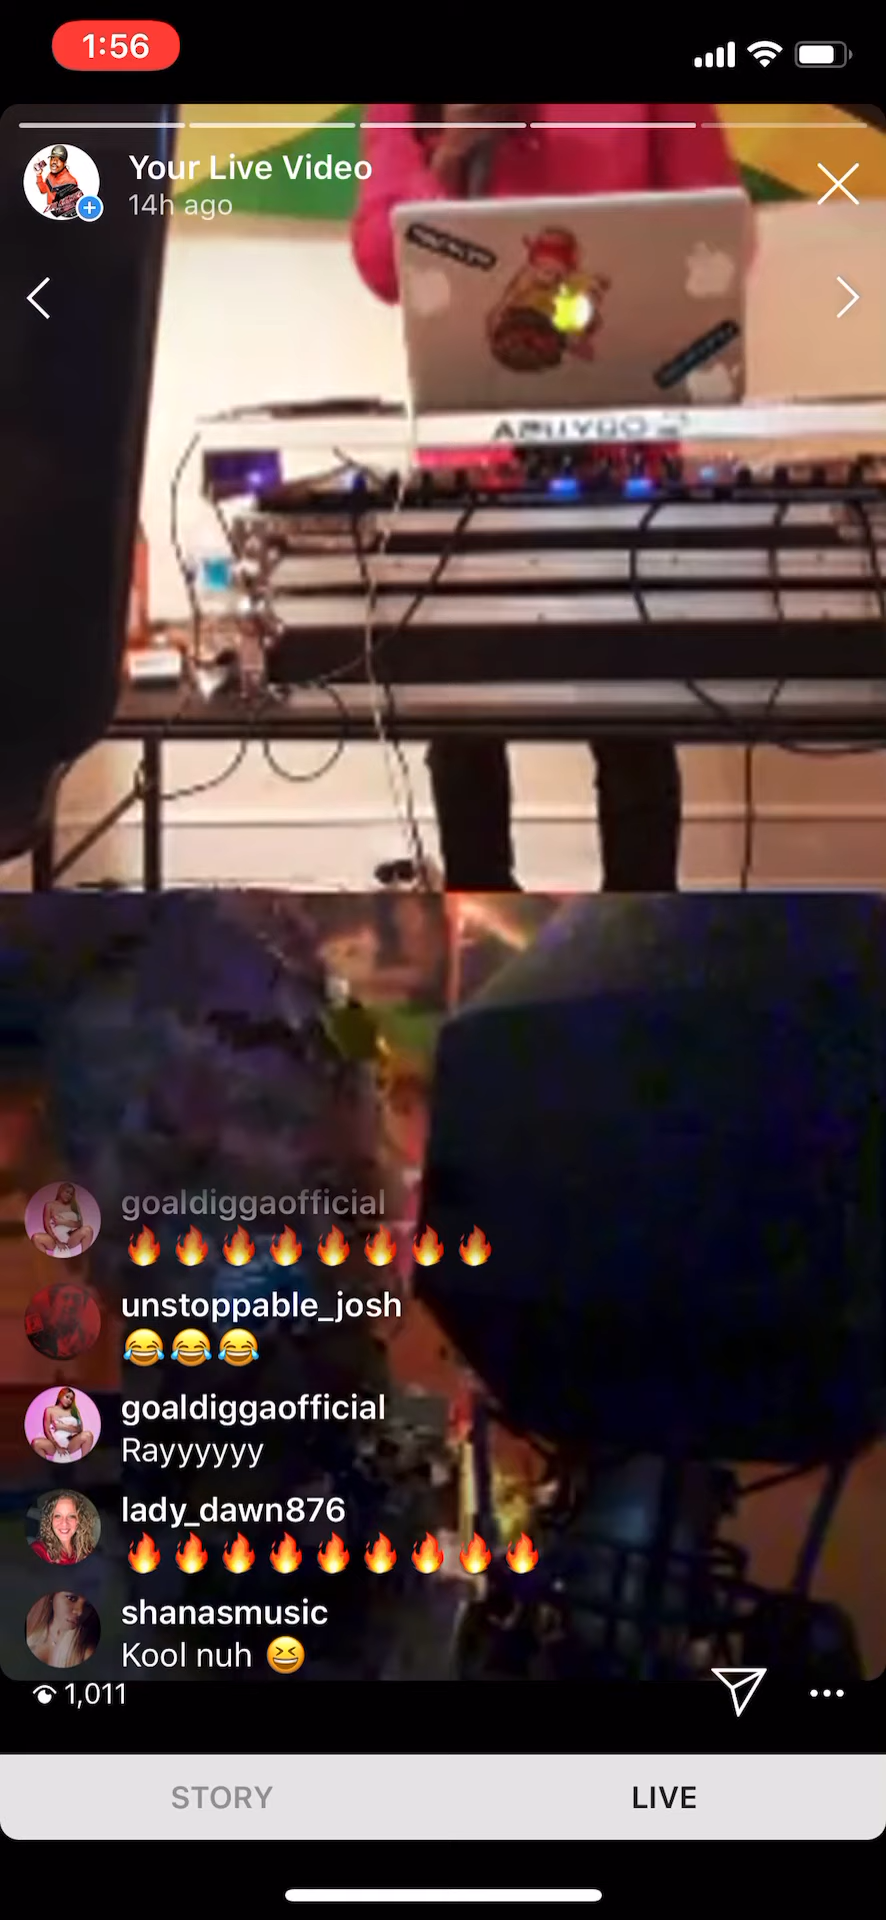 1:56
Your Live Video
14h ago
goaldiggaofficial
🔥🔥🔥🔥🔥🔥🔥🔥
unstoppable_josh
😂😂😂
goaldiggaofficial
Rayyyyyy
lady_dawn876
🔥🔥🔥🔥🔥🔥🔥🔥🔥
shanasmusic
Kool nuh 😆
1,011
STORY
LIVE